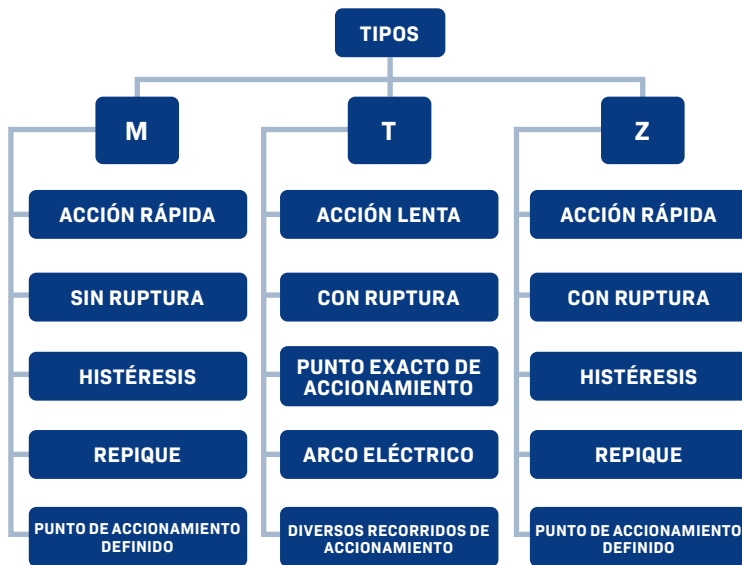 TIPOS
M
ACCIÓN RÁPIDA
SIN RUPTURA
HISTÉRESIS
REPIQUE
PUNTO DE ACCIONAMIENTO
DEFINIDO
T
ACCIÓN LENTA
CON RUPTURA
PUNTO EXACTO DE
ACCIONAMIENTO
ARCO ELÉCTRICO
DIVERSOS RECORRIDOS DE
ACCIONAMIENTO
Z
ACCIÓN RÁPIDA
CON RUPTURA
HISTÉRESIS
REPIQUE
PUNTO DE ACCIONAMIENTO
DEFINIDO